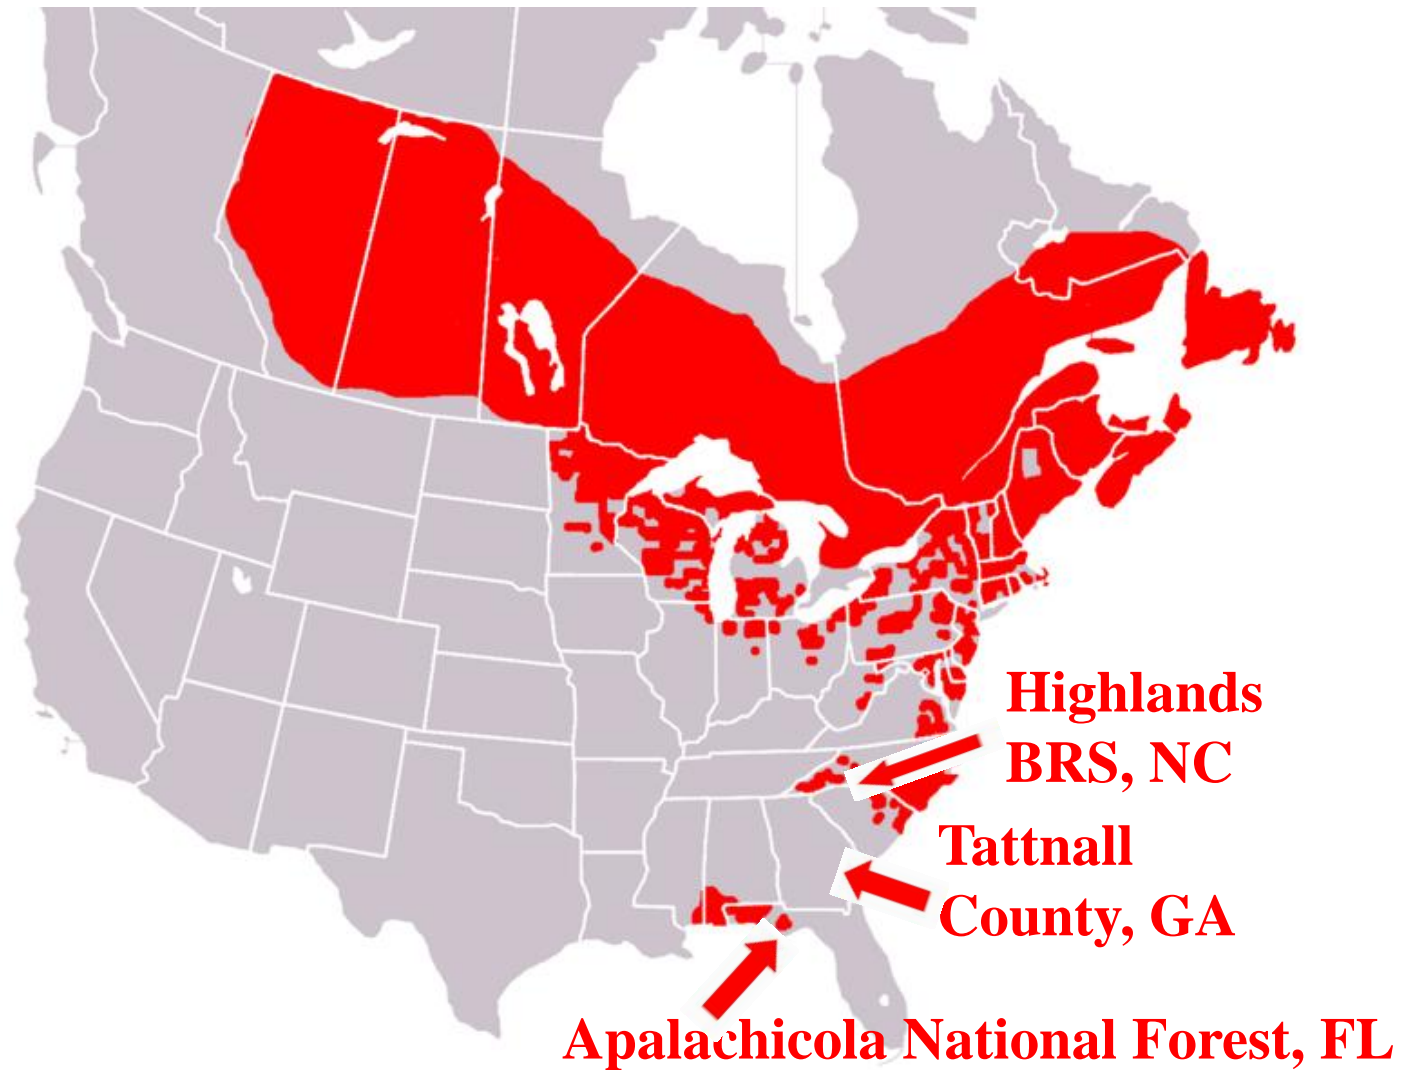 Highlands
BRS, NC
Tattnall
County, GA
Apalachicola National Forest, FL